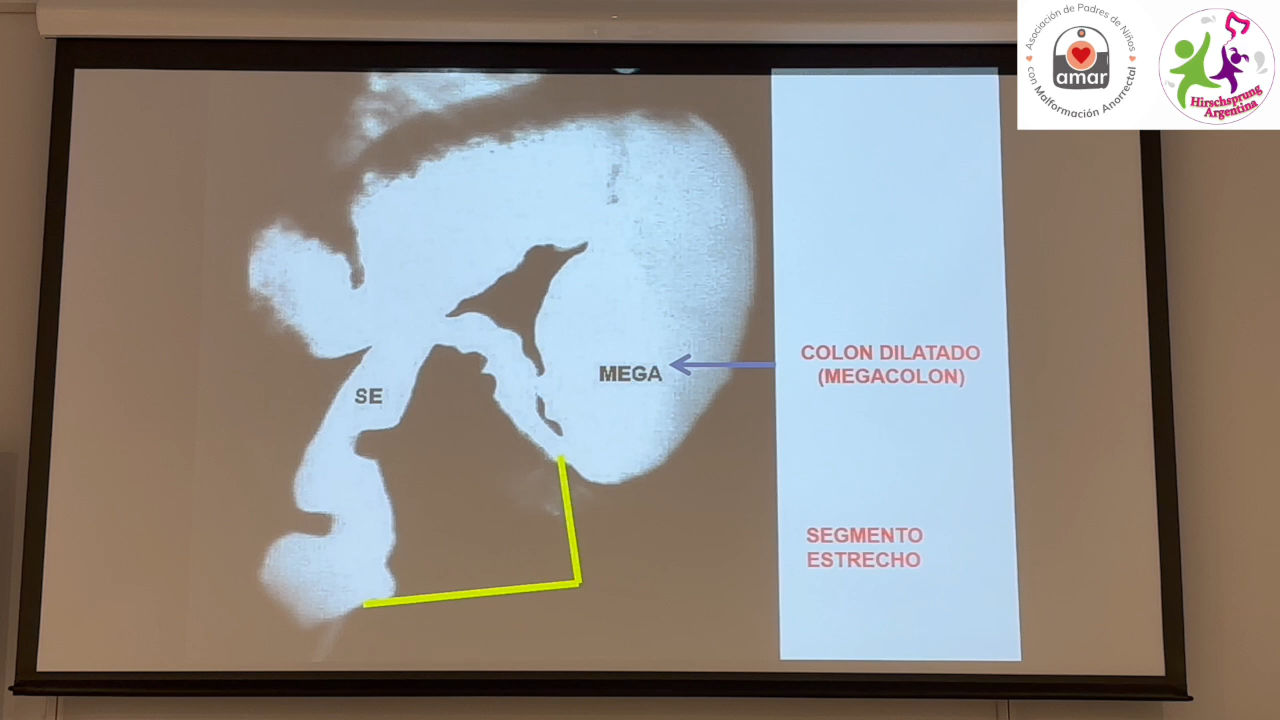 MEGA
SE
COLON DILATADO
(MEGACOLON)
SEGMENTO
ESTRECHO
Asociación de Padres de Niños
con Malformación Anorrectal
amar
Hirschsprung
Argentina